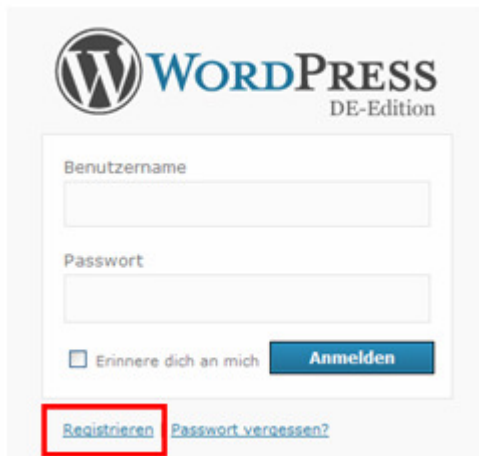 WORDPRESS
DE-Edition
Benutzername
Passwort
Erinnere dich an mich Anmelden
Registrieren | Passwort vergessen?